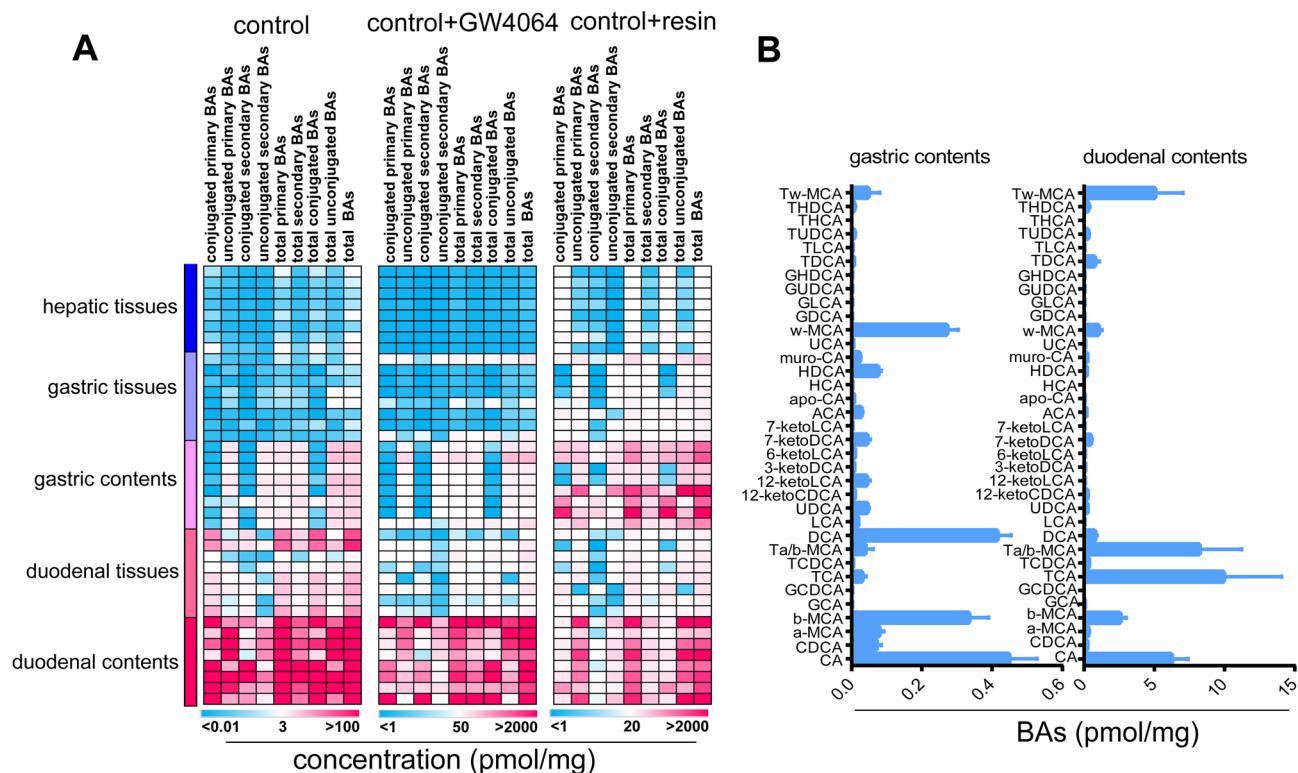 A
control
control+GW4064
control+resin
conjugated primary BAs
unconjugated primary BAs
conjugated secondary BAs
unconjugated secondary BAs
total primary BAs
total secondary BAs
total conjugated BAs
total unconjugated BAs
total BAs
conjugated primary BAs
unconjugated primary BAs
conjugated secondary BAs
unconjugated secondary BAs
total primary BAs
total secondary BAs
total conjugated BAs
total unconjugated BAs
total BAs
conjugated primary BAs
unconjugated primary BAs
conjugated secondary BAs
unconjugated secondary BAs
total primary BAs
total secondary BAs
total conjugated BAs
total unconjugated BAs
total BAs
hepatic tissues
gastric tissues
gastric contents
duodenal tissues
duodenal contents
<0.01 3 >100
<1 50 >2000
<1 20 >2000
concentration (pmol/mg)
B
gastric contents
Tw-MCA
THDCA
THCA
TUDCA
TLCA
TDCA
GHDCA
GUDCA
GLCA
GDCA
w-MCA
UCA
muro-CA
HDCA
HCA
apo-CA
ACA
7-ketoLCA
7-ketoDCA
6-ketoLCA
3-ketoDCA
12-ketoLCA
12-ketoCDCA
UDCA
LCA
DCA
Ta/b-MCA
TCDCA
TCA
GCDCA
GCA
b-MCA
a-MCA
CDCA
CA
0.0 0.2 0.4 0.6
duodenal contents
Tw-MCA
THDCA
THCA
TUDCA
TLCA
TDCA
GHDCA
GUDCA
GLCA
GDCA
w-MCA
UCA
muro-CA
HDCA
HCA
apo-CA
ACA
7-ketoLCA
7-ketoDCA
6-ketoLCA
3-ketoDCA
12-ketoLCA
12-ketoCDCA
UDCA
LCA
DCA
Ta/b-MCA
TCDCA
TCA
GCDCA
GCA
b-MCA
a-MCA
CDCA
CA
0 5 10 15
BAs (pmol/mg)